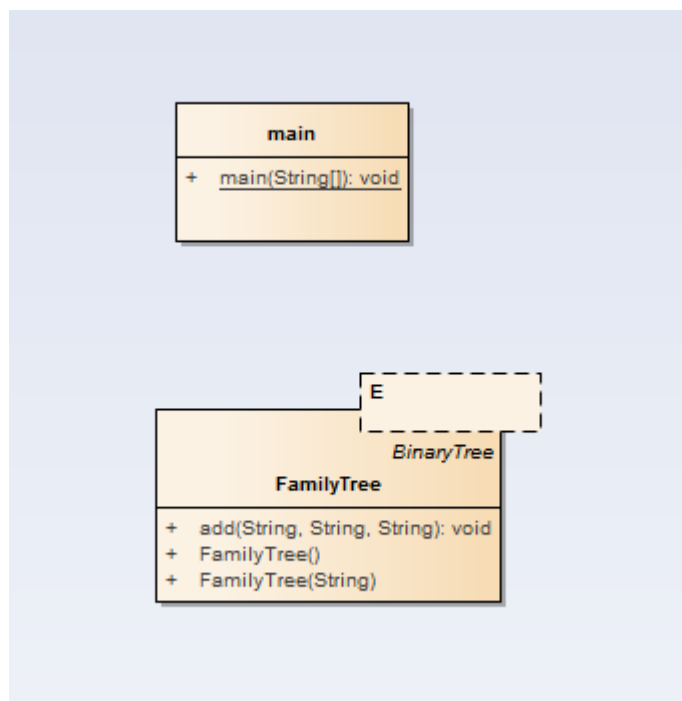 main
+ main(String[]): void
E
BinaryTree
FamilyTree
+ add(String, String, String): void
+ FamilyTree()
+ FamilyTree(String)